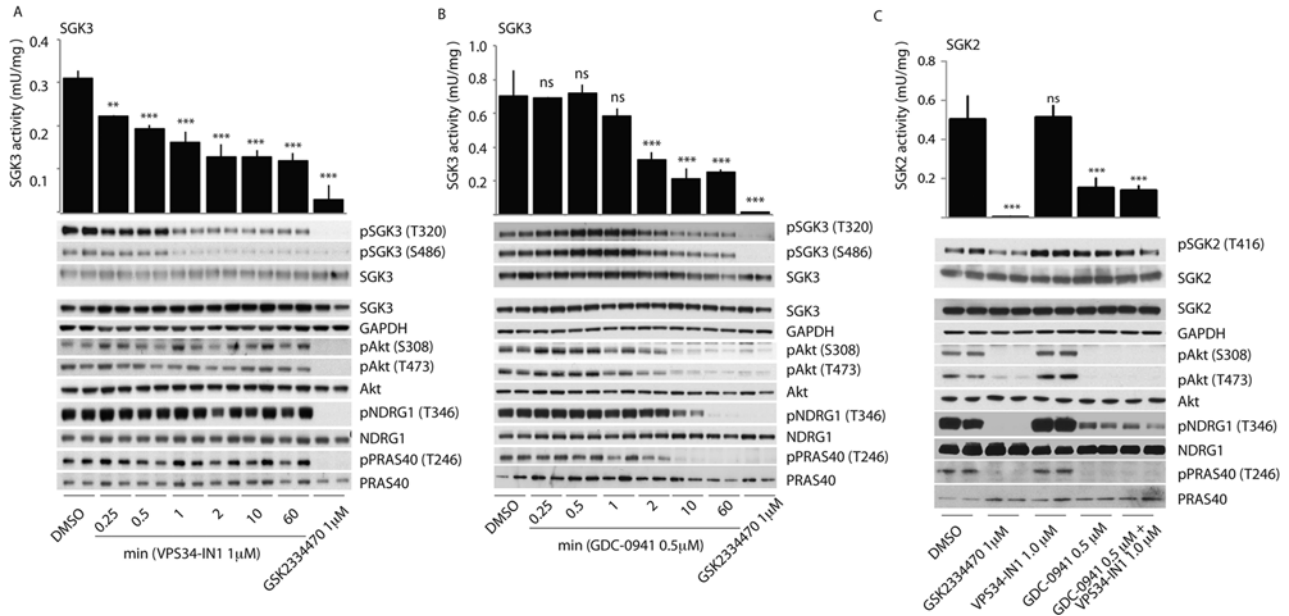 A
SGK3
SGK3 activity (mU/mg)
0.4
0.3
0.2
0.1
**
***
***
***
***
***
***
pSGK3 (T320)
pSGK3 (S486)
SGK3
SGK3
GAPDH
pAkt (S308)
pAkt (T473)
Akt
pNDRG1 (T346)
NDRG1
pPRAS40 (T246)
PRAS40
DMSO
0.25
0.5
1
2
10
60
GSK2334470 1μM
min (VPS34-IN1 1μM)
B
SGK3
SGK3 activity (mU/mg)
1.0
0.8
0.6
0.4
0.2
0
ns
ns
ns
***
***
***
***
pSGK3 (T320)
pSGK3 (S486)
SGK3
SGK3
GAPDH
pAkt (S308)
pAkt (T473)
Akt
pNDRG1 (T346)
NDRG1
pPRAS40 (T246)
PRAS40
DMSO
0.25
0.5
1
2
10
60
GSK2334470 1μM
min (GDC-0941 0.5μM)
C
SGK2
SGK2 activity (mU/mg)
0.8
0.6
0.4
0.2
***
ns
***
***
pSGK2 (T416)
SGK2
SGK2
GAPDH
pAkt (S308)
pAkt (T473)
Akt
pNDRG1 (T346)
NDRG1
pPRAS40 (T246)
PRAS40
DMSO
GSK2334470 1μM
VPS34-IN1 1.0 μM
GDC-0941 0.5 μM
GDC-0941 0.5 μM +
VPS34-IN1 1.0 μM